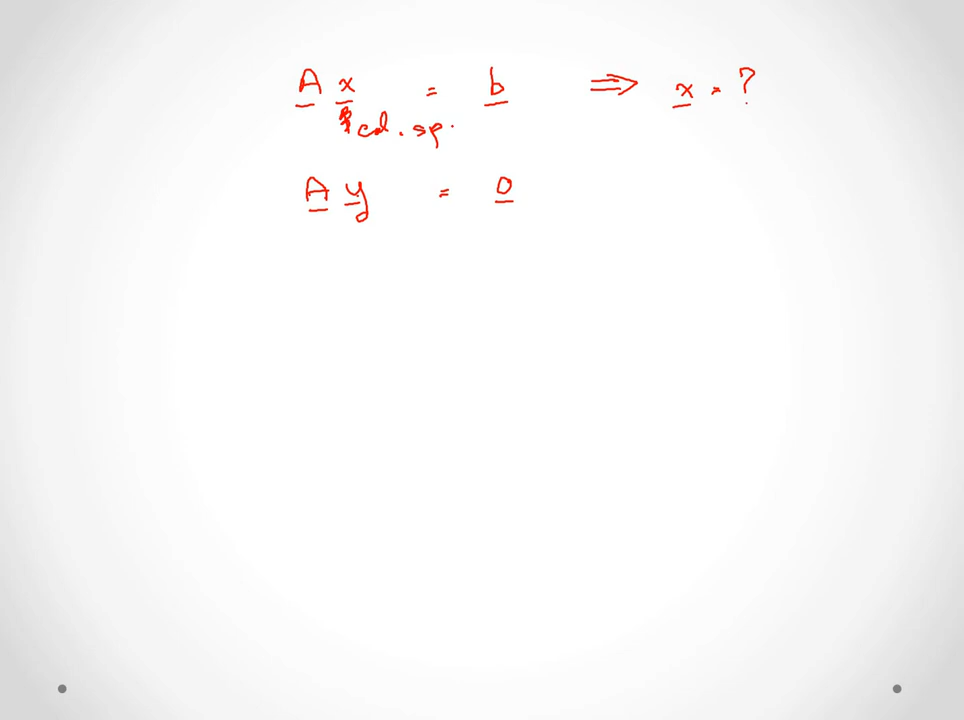 A x = b ⇒ x = ?
col. sp.
A y = 0